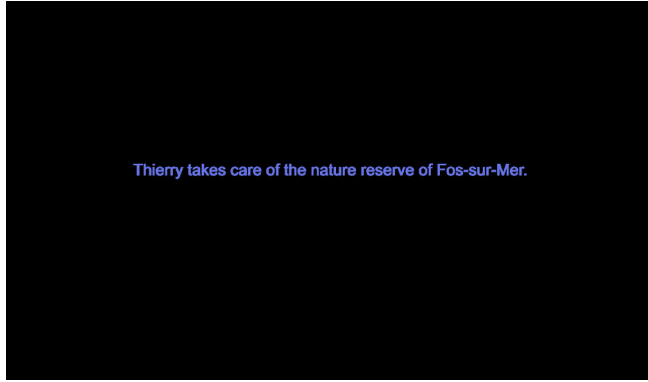 Thierry takes care of the nature reserve of Fos-sur-Mer.